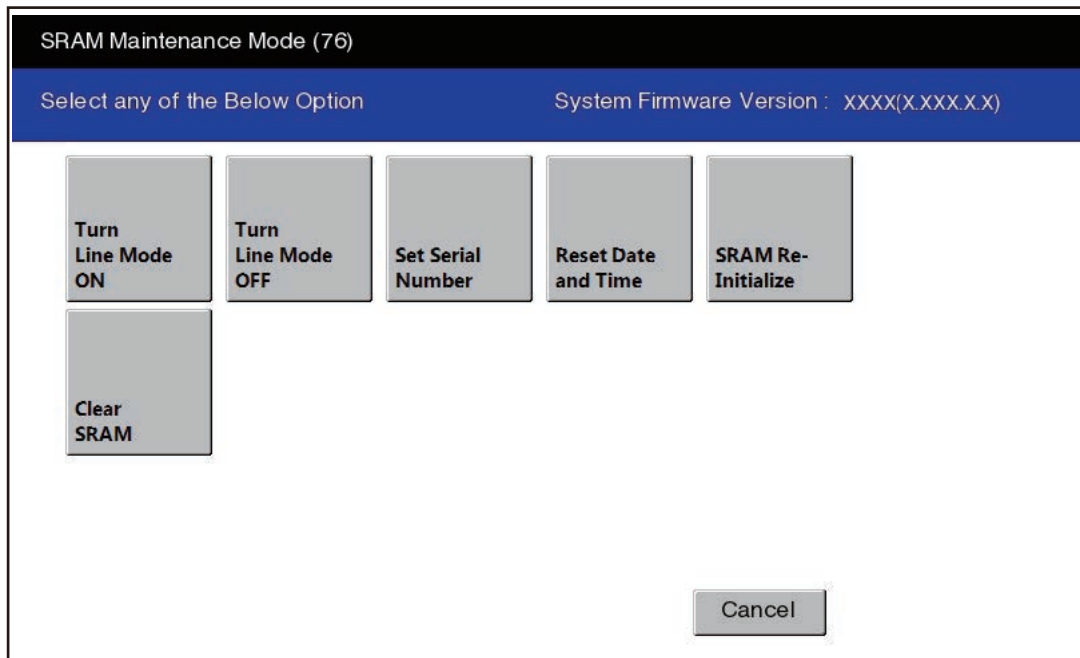 SRAM Maintenance Mode (76)
Select any of the Below Option
System Firmware Version : XXXX(X.XXX.X.X)
Turn
Line Mode
ON
Turn
Line Mode
OFF
Set Serial
Number
Reset Date
and Time
SRAM Re-
Initialize
Clear
SRAM
Cancel